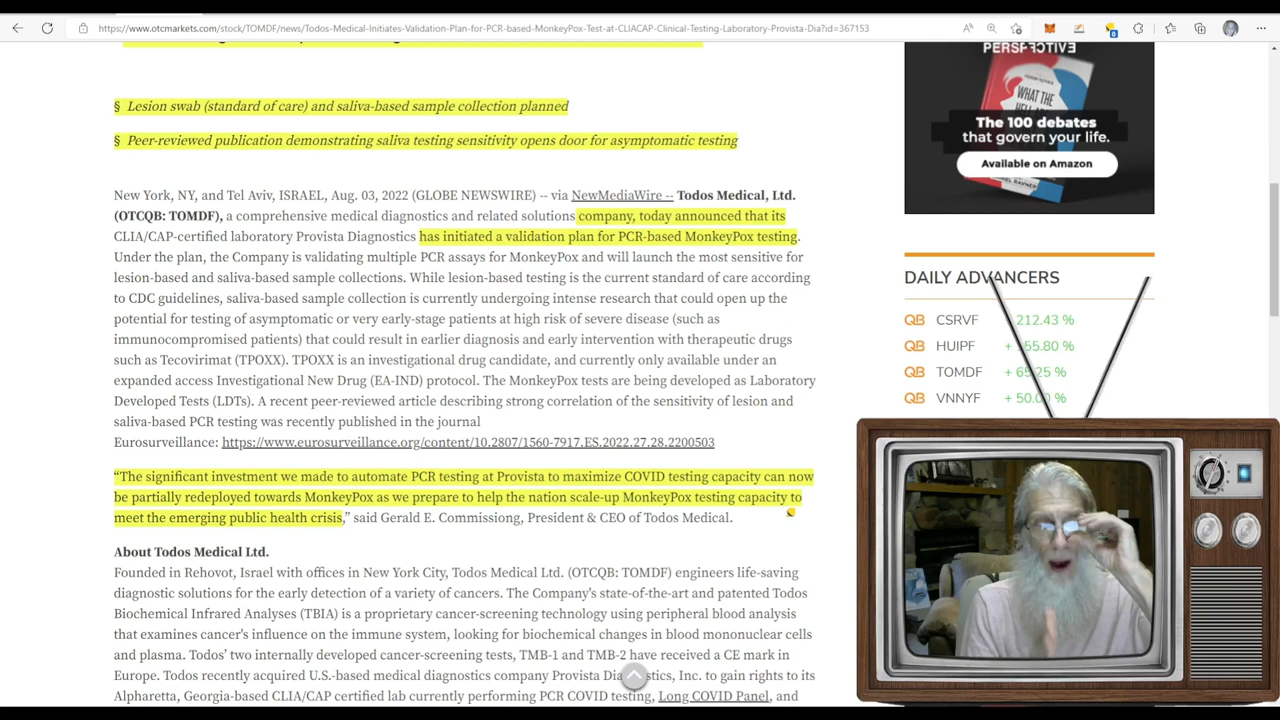 https://www.otcmarkets.com/stock/TOMDF/news/Todos-Medical-Initiates-Validation-Plan-for-PCR-based-MonkeyPox-Test-at-CLIACAP-Clinical-Testing-Laboratory-Provista-Dia?id=367153
§ Lesion swab (standard of care) and saliva-based sample collection planned
§ Peer-reviewed publication demonstrating saliva testing sensitivity opens door for asymptomatic testing
New York, NY, and Tel Aviv, ISRAEL, Aug. 03, 2022 (GLOBE NEWSWIRE) -- via NewMediaWire -- Todos Medical, Ltd.
(OTCQB: TOMDF), a comprehensive medical diagnostics and related solutions company, today announced that its
CLIA/CAP-certified laboratory Provista Diagnostics has initiated a validation plan for PCR-based MonkeyPox testing.
Under the plan, the Company is validating multiple PCR assays for MonkeyPox and will launch the most sensitive for
lesion-based and saliva-based sample collections. While lesion-based testing is the current standard of care according
to CDC guidelines, saliva-based sample collection is currently undergoing intense research that could open up the
potential for testing of asymptomatic or very early-stage patients at high risk of severe disease (such as
immunocompromised patients) that could result in earlier diagnosis and early intervention with therapeutic drugs
such as Tecoviritat (TPOXX). TPOXX is an investigational drug candidate, and currently only available under an
expanded access Investigational New Drug (EA-IND) protocol. The MonkeyPox tests are being developed as Laboratory
Developed Tests (LDTs). A recent peer-reviewed article describing strong correlation of the sensitivity of lesion and
saliva-based PCR testing was recently published in the journal
Eurosurveillance: https://www.eurosurveillance.org/content/10.2807/1560-7917.ES.2022.27.28.2200503
“The significant investment we made to automate PCR testing at Provista to maximize COVID testing capacity can now
be partially redeployed towards MonkeyPox as we prepare to help the nation scale-up MonkeyPox testing capacity to
meet the emerging public health crisis,” said Gerald E. Commissiong, President & CEO of Todos Medical.
About Todos Medical Ltd.
Founded in Rehovot, Israel with offices in New York City, Todos Medical Ltd. (OTCQB: TOMDF) engineers life-saving
diagnostic solutions for the early detection of a variety of cancers. The Company's state-of-the-art and patented Todos
Biochemical Infrared Analyses (TBIA) is a proprietary cancer-screening technology using peripheral blood analysis
that examines cancer's influence on the immune system, looking for biochemical changes in blood mononuclear cells
and plasma. Todos' two internally developed cancer-screening tests, TMB-1 and TMB-2 have received a CE mark in
Europe. Todos recently acquired U.S.-based medical diagnostics company Provista Diagnostics, Inc. to gain rights to its
Alpharetta, Georgia-based CLIA/CAP certified lab currently performing PCR COVID testing, Long COVID Panel, and
PERSPECTIVE
WHAT THE
The 100 debates
that govern your life.
Available on Amazon
DAILY ADVANCERS
QB CSRVF 212.43 %
QB HUIPF + 55.80 %
QB TOMDF + 65.25 %
QB VNNYF + 50.00 %